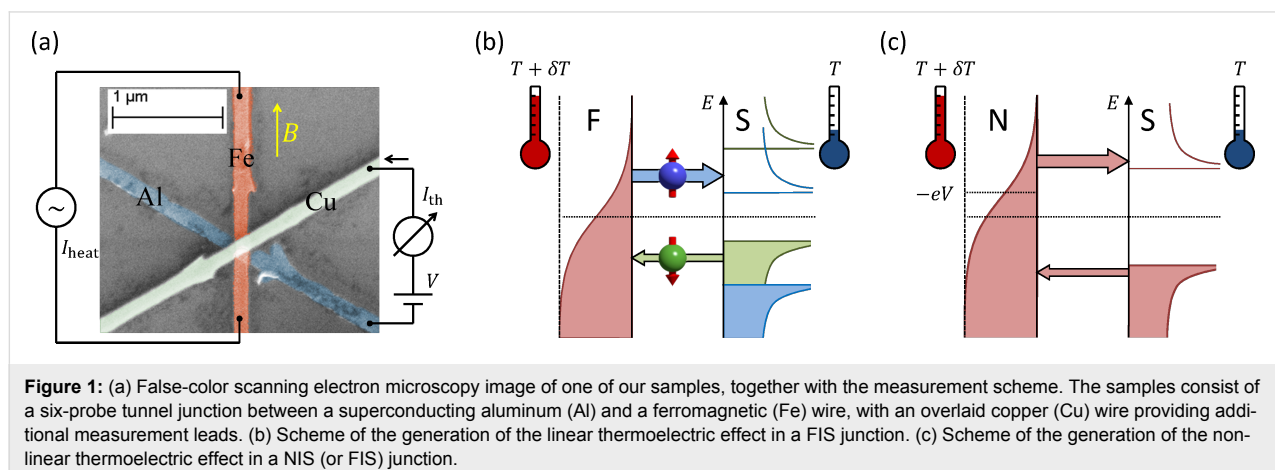 (a)
(b)
(c)
1 µm
B
Fe
Al
Cu
I_heat
~
I_th
V
T + δT
T
F
E
S
T + δT
T
N
E
S
−eV
Figure 1: (a) False-color scanning electron microscopy image of one of our samples, together with the measurement scheme. The samples consist of
a six-probe tunnel junction between a superconducting aluminum (Al) and a ferromagnetic (Fe) wire, with an overlaid copper (Cu) wire providing addi-
tional measurement leads. (b) Scheme of the generation of the linear thermoelectric effect in a FIS junction. (c) Scheme of the generation of the non-
linear thermoelectric effect in a NIS (or FIS) junction.